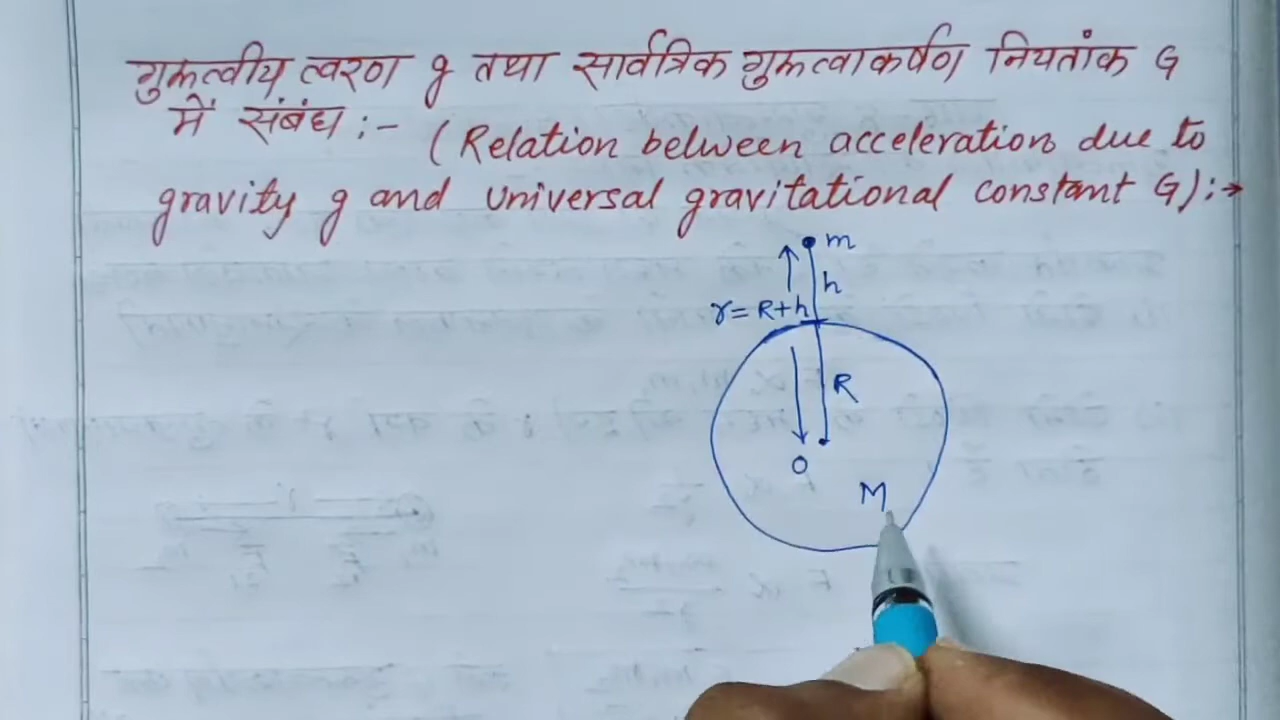 गुरुत्वीय त्वरण g तथा सार्वत्रिक गुरुत्वाकर्षण नियतांक G
में संबंध :- (Relation between acceleration due to
gravity g and universal gravitational constant G) :→
m
h
r = R+h
R
O
M